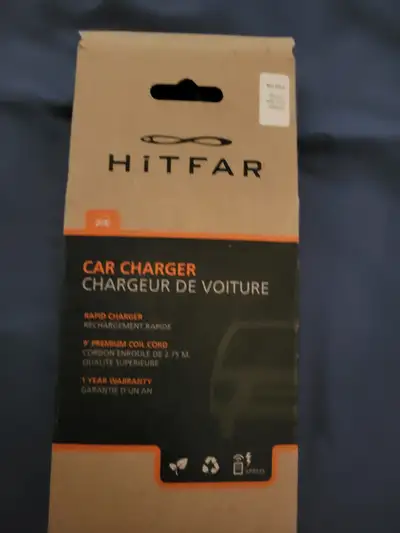 HiTFAR
CAR CHARGER
CHARGEUR DE VOITURE
RAPID CHARGER
RECHARGEMENT RAPIDE
9' PREMIUM COIL CORD
CORDON ENROULÉ DE 2.75 M.
QUALITÉ SUPÉRIEURE
1 YEAR WARRANTY
GARANTIE D'UN AN